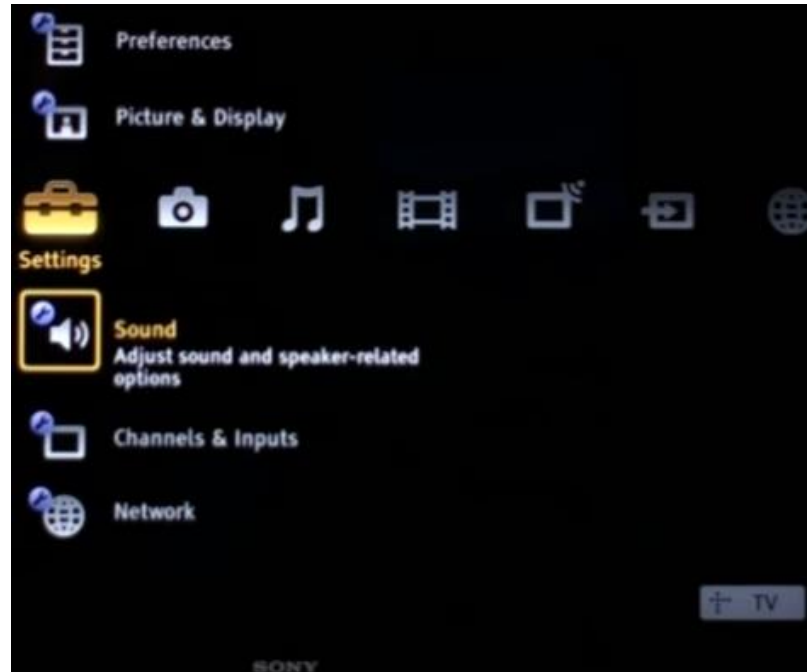 Preferences
Picture & Display
Settings
Sound
Adjust sound and speaker-related
options
Channels & Inputs
Network
TV
SONY